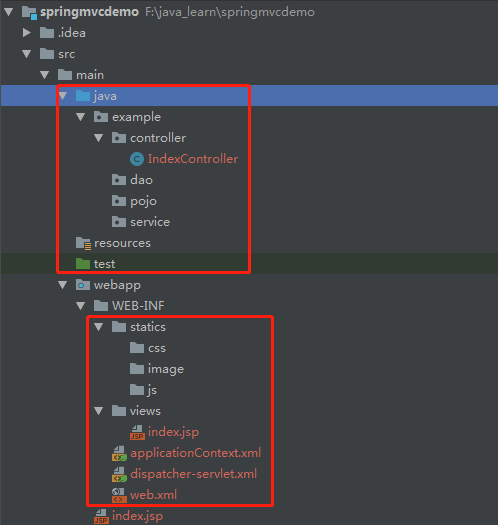 springmvcdemo F:\java_learn\springmvcdemo
.idea
src
main
java
example
controller
IndexController
dao
pojo
service
resources
test
webapp
WEB-INF
statics
css
image
js
views
index.jsp
applicationContext.xml
dispatcher-servlet.xml
web.xml
index.jsp